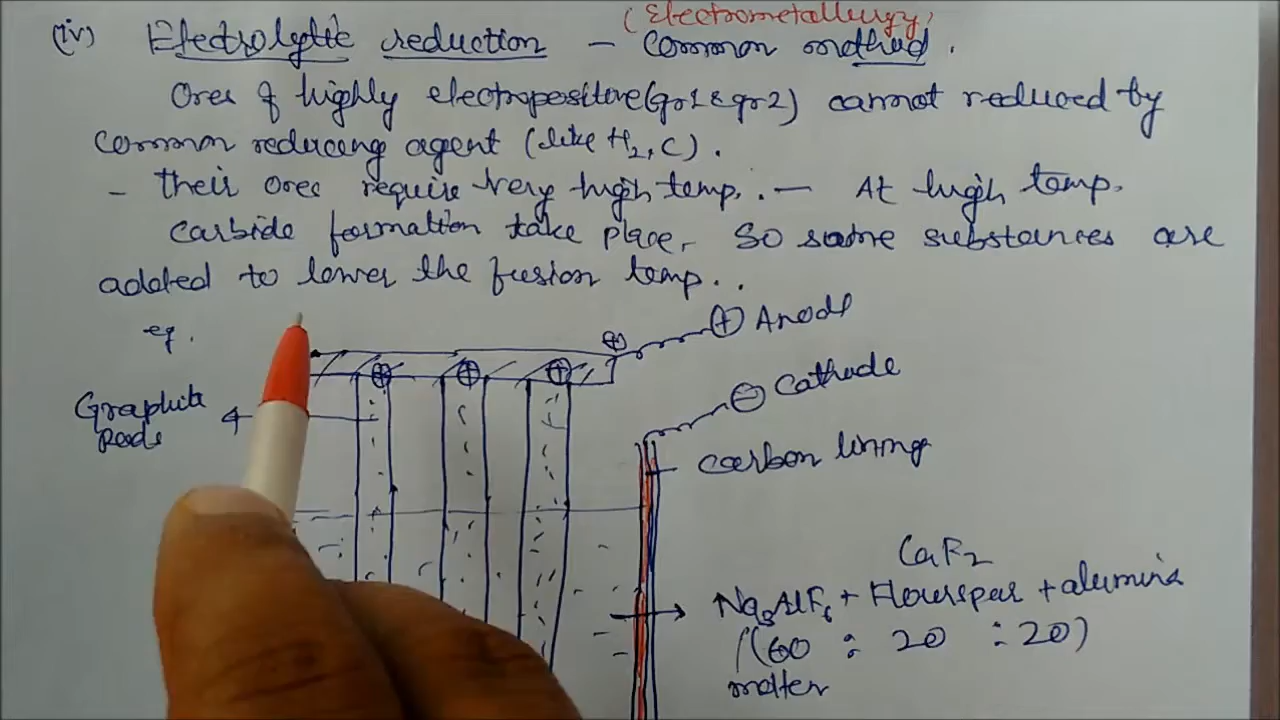 (Electrometallurgy)
(iv) Electrolytic reduction - common method.
Ores of highly electropositive (gr1 & gr2) cannot reduced by
common reducing agent (like H2, C).
- their ores require very high temp. - At high temp.
carbide formation take place, So some substances are
added to lower the fusion temp..
eg.
⊕ Anode
⊕
⊕ ⊕ ⊕
⊖ Cathode
Graphite
Rods
carbon lining
CaF2
Na3AlF6 + Flourspar + alumina
(60 : 20 : 20)
molten